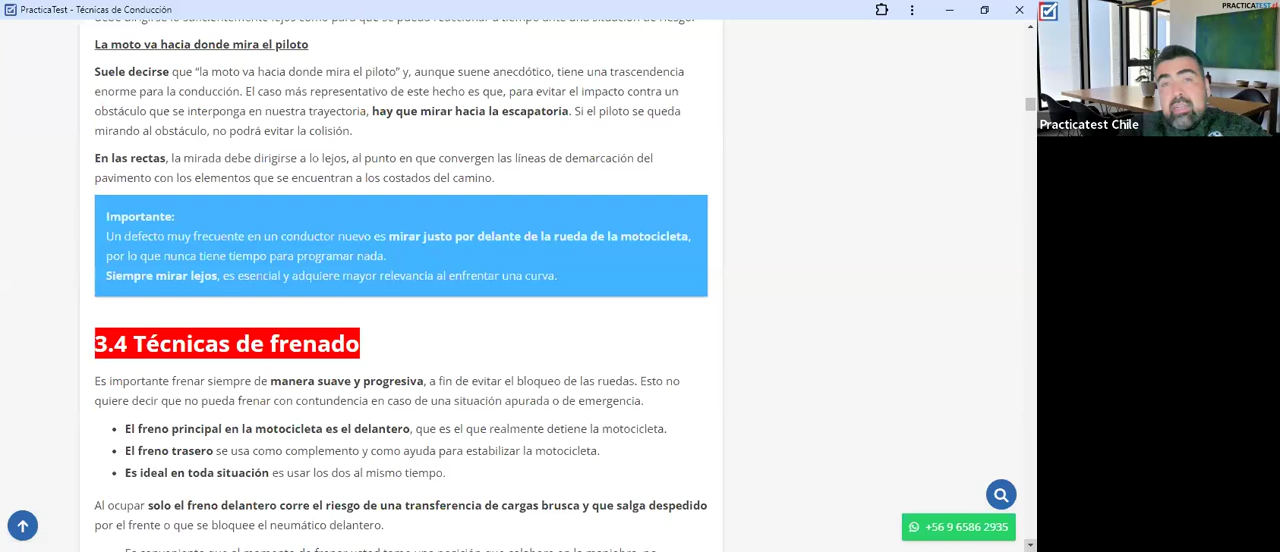 PracticaTest - Técnicas de Conducción
La moto va hacia donde mira el piloto
Suele decirse que “la moto va hacia donde mira el piloto” y, aunque suene anecdótico, tiene una trascendencia
enorme para la conducción. El caso más representativo de este hecho es que, para evitar el impacto contra un
obstáculo que se interponga en nuestra trayectoria, hay que mirar hacia la escapatoria. Si el piloto se queda
mirando al obstáculo, no podrá evitar la colisión.
En las rectas, la mirada debe dirigirse a lo lejos, al punto en que convergen las líneas de demarcación del
pavimento con los elementos que se encuentran a los costados del camino.
Importante:
Un defecto muy frecuente en un conductor nuevo es mirar justo por delante de la rueda de la motocicleta,
por lo que nunca tiene tiempo para programar nada.
Siempre mirar lejos, es esencial y adquiere mayor relevancia al enfrentar una curva.
3.4 Técnicas de frenado
Es importante frenar siempre de manera suave y progresiva, a fin de evitar el bloqueo de las ruedas. Esto no
quiere decir que no pueda frenar con contundencia en caso de una situación apurada o de emergencia.
• El freno principal en la motocicleta es el delantero, que es el que realmente detiene la motocicleta.
• El freno trasero se usa como complemento y como ayuda para estabilizar la motocicleta.
• Es ideal en toda situación es usar los dos al mismo tiempo.
Al ocupar solo el freno delantero corre el riesgo de una transferencia de cargas brusca y que salga despedido
por el frente o que se bloquee el neumático delantero.
+56 9 6586 2935
PRACTICATEST.cl
Practicatest Chile